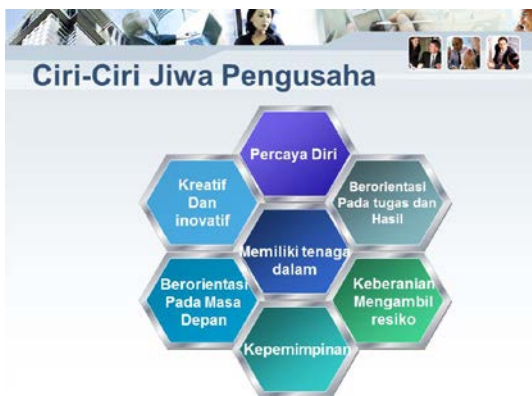 Ciri-Ciri Jiwa Pengusaha
Percaya Diri
Kreatif
Dan
inovatif
Berorientasi
Pada tugas dan
Hasil
Memiliki tenaga
dalam
Berorientasi
Pada Masa
Depan
Keberanian
Mengambil
resiko
Kepemimpinan